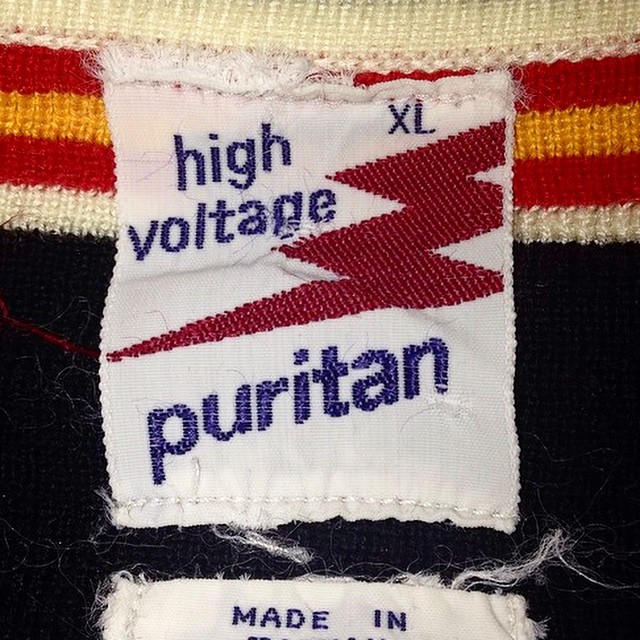 XL
high
voltage
puritan
MADE IN